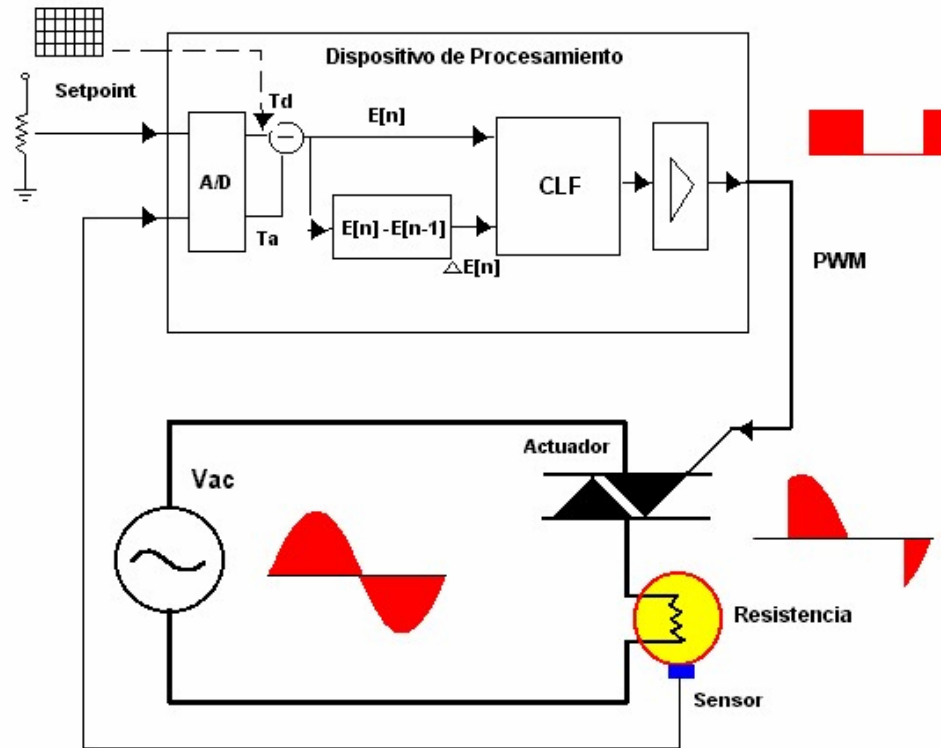 Dispositivo de Procesamiento
Setpoint
Td
E[n]
A/D
CLF
Ta
E[n] - E[n-1]
△E[n]
PWM
Actuador
Vac
Resistencia
Sensor